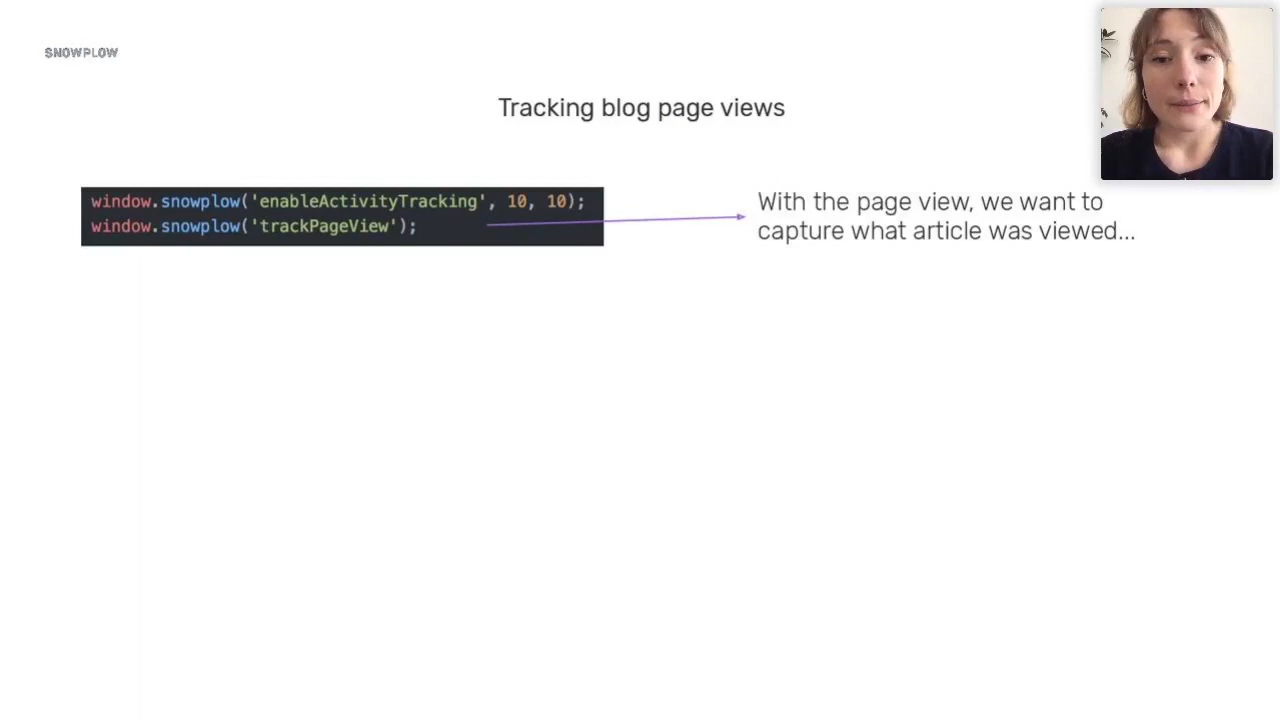 SNOWPLOW
Tracking blog page views
window.snowplow('enableActivityTracking', 10, 10);
window.snowplow('trackPageView');
With the page view, we want to
capture what article was viewed...